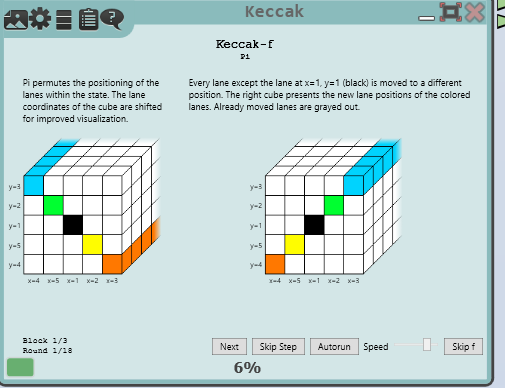 Keccak
Keccak-f
Pi
Pi permutes the positioning of the
lanes within the state. The lane
coordinates of the cube are shifted
for improved visualization.
Every lane except the lane at x=1, y=1 (black) is moved to a different
position. The right cube presents the new lane positions of the colored
lanes. Already moved lanes are grayed out.
y=3
y=2
y=1
y=5
y=4
x=4 x=5 x=1 x=2 x=3
y=3
y=2
y=1
y=5
y=4
x=4 x=5 x=1 x=2 x=3
Block 1/3
Round 1/18
Next Skip Step Autorun Speed Skip f
6%